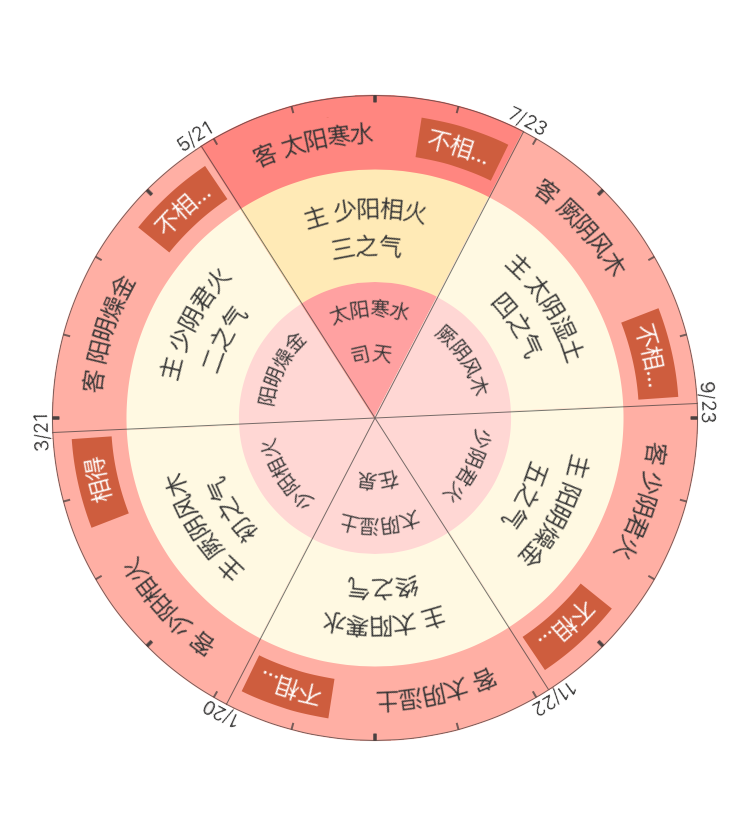 5/21
客 太阳寒水
不相...
主 少阳相火
三之气
太阳寒水
司天
7/23
客 厥阴风木
不相...
主 太阴湿土
四之气
厥阴风木
9/23
客 少阴君火
不相...
主 阳明燥金
五之气
少阴君火
11/22
客 太阴湿土
不相...
主 太阳寒水
终之气
太阴湿土
在泉
1/20
客 少阳相火
相得
主 厥阴风木
初之气
少阳相火
3/21
客 阳明燥金
不相...
主 少阴君火
二之气
阳明燥金